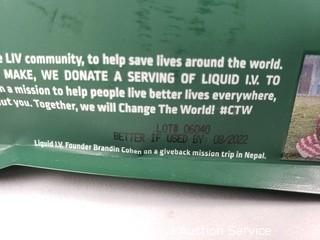 e LIV community, to help save lives around the world.
MAKE, WE DONATE A SERVING OF LIQUID I.V. TO
n a mission to help people live better lives everywhere,
ut you. Together, we will Change The World! #CTW
LOT# 06040
BETTER IF USED BY: 08/2022
Liquid I.V. Founder Brandin Cohen on a giveback mission trip in Nepal.
Auction Service